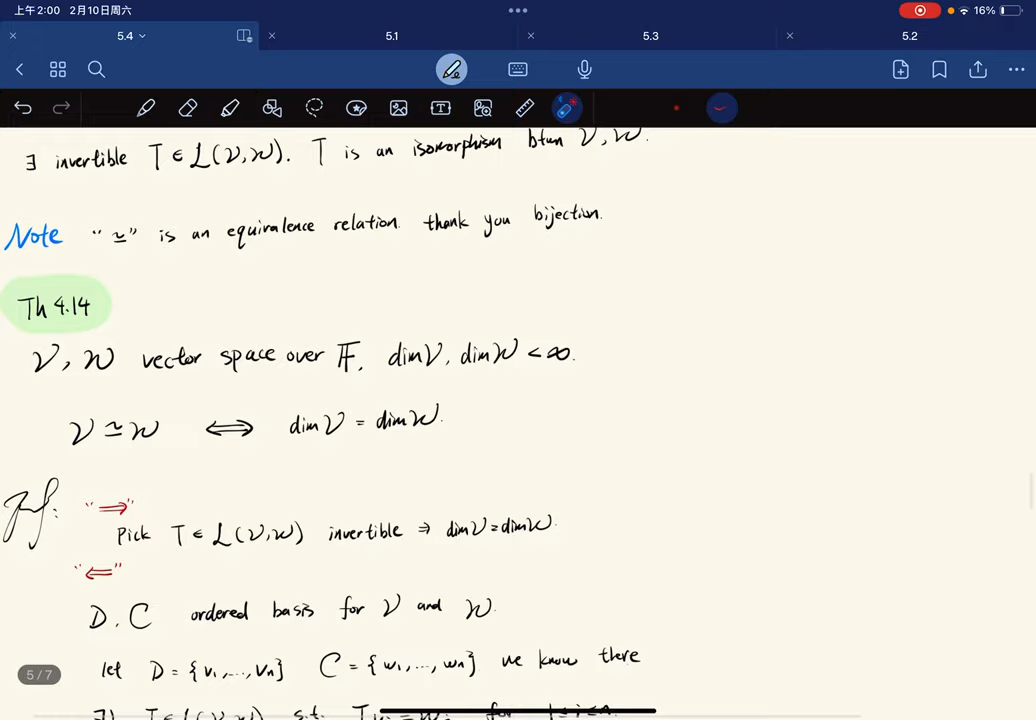 上午2:00 2月10日周六 16%
5.4 5.1 5.3 5.2
∃ invertible T ∈ L(V,W). T is an isomorphism btwn V, W.
Note "≃" is an equivalence relation. thank you bijection.
Th 4.14
V, W vector space over F, dimV, dimW < ∞.
V ≃ W ⟺ dimV = dimW.
"⟹"
Pick T ∈ L(V,W) invertible ⇒ dimV = dimW.
"⟸"
D, C ordered basis for V and W.
let D = {v1,...,vn} C = {w1,...,wn} we know there
5/7
∃! T ∈ L(V,W) s.t. for 1≤i≤n.